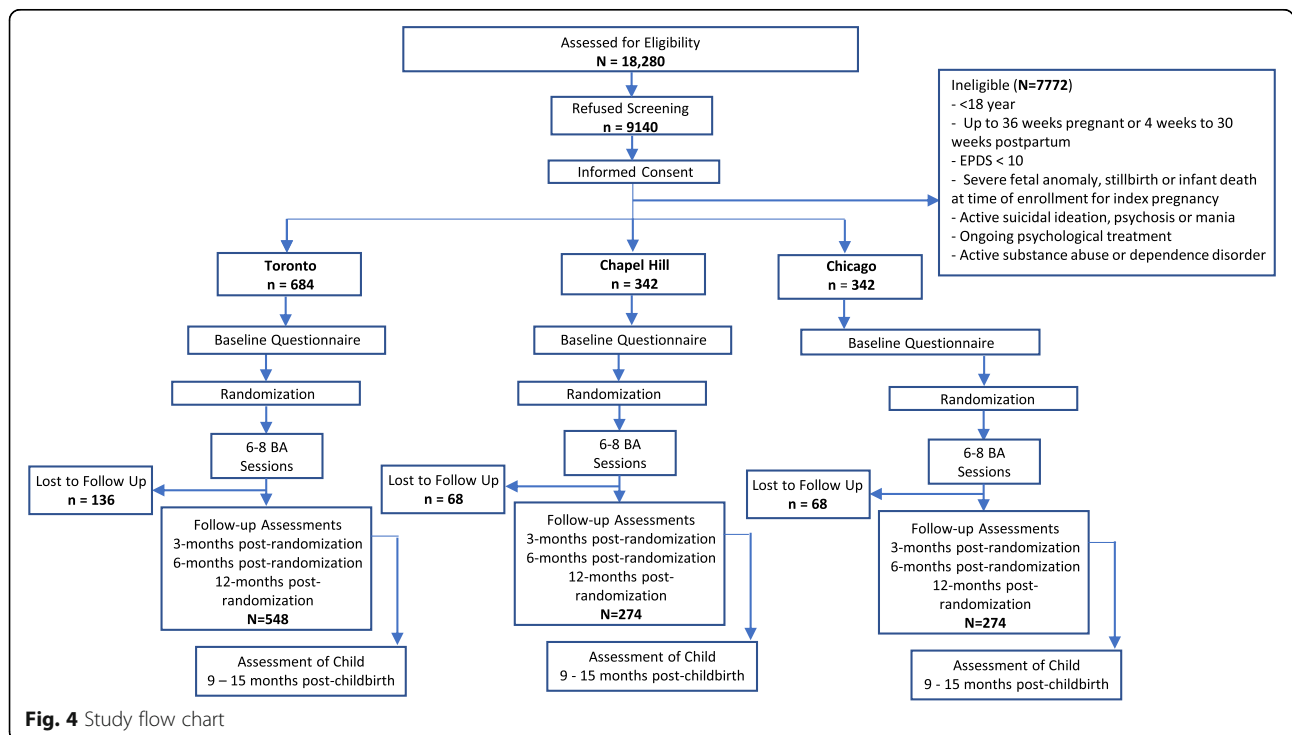 Assessed for Eligibility
N = 18,280
Refused Screening
n = 9140
Informed Consent
Ineligible (N=7772)
- <18 year
- Up to 36 weeks pregnant or 4 weeks to 30
weeks postpartum
- EPDS < 10
- Severe fetal anomaly, stillbirth or infant death
at time of enrollment for index pregnancy
- Active suicidal ideation, psychosis or mania
- Ongoing psychological treatment
- Active substance abuse or dependence disorder
Toronto
n = 684
Baseline Questionnaire
Randomization
6-8 BA
Sessions
Lost to Follow Up
n = 136
Follow-up Assessments
3-months post-randomization
6-months post-randomization
12-months post-
randomization
N=548
Assessment of Child
9 – 15 months post-childbirth
Chapel Hill
n = 342
Baseline Questionnaire
Randomization
6-8 BA
Sessions
Lost to Follow Up
n = 68
Follow-up Assessments
3-months post-randomization
6-months post-randomization
12-months post-
randomization
N=274
Assessment of Child
9 - 15 months post-childbirth
Chicago
n = 342
Baseline Questionnaire
Randomization
6-8 BA
Sessions
Lost to Follow Up
n = 68
Follow-up Assessments
3-months post-randomization
6-months post-randomization
12-months post-
randomization
N=274
Assessment of Child
9 - 15 months post-childbirth
Fig. 4 Study flow chart